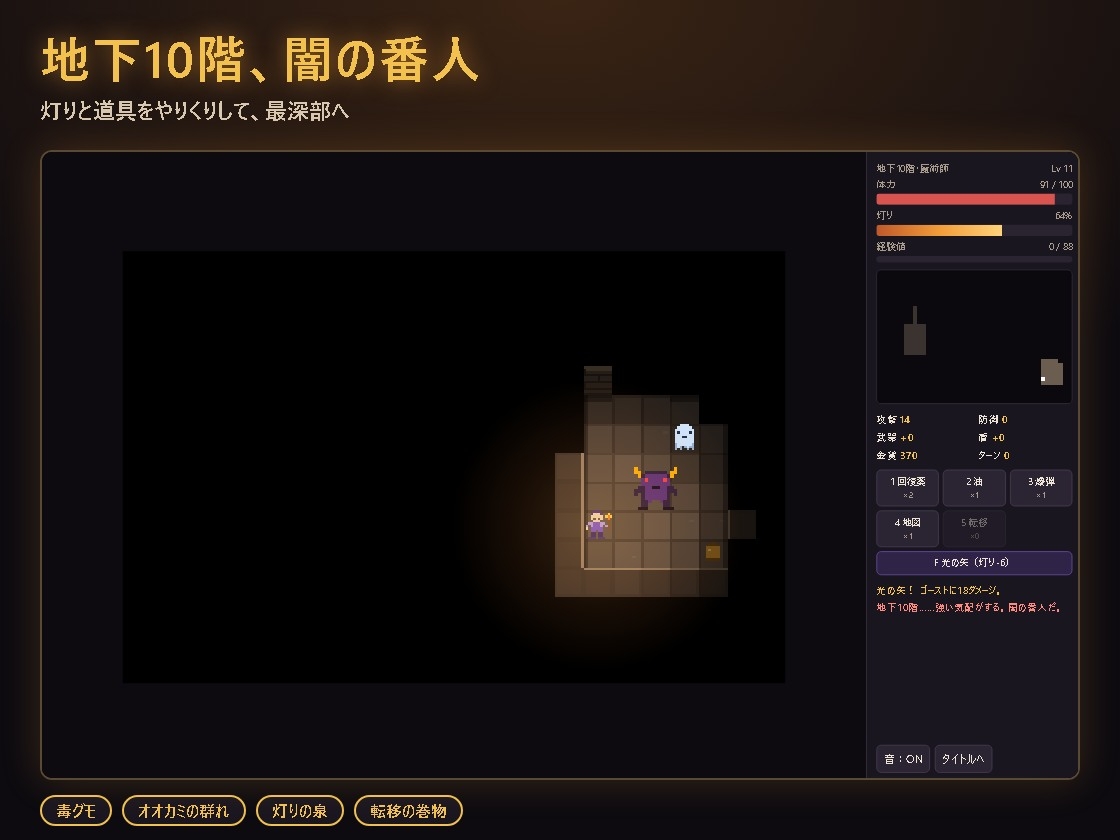 地下10階、闇の番人
灯りと道具をやりくりして、最深部へ
地下10階・魔術師 Lv 11
体力 91 / 100
灯り 64%
経験値 0 / 88
攻撃 14 防御 0
武器 +0 盾 +0
金貨 370 ターン 0
1 回復薬 2 油 3 爆弾
×2 ×1 ×1
4 地図 5 転移
×1 ×0
F 光の矢（灯り-6）
光の矢！ ゴーストに18ダメージ。
地下10階……強い気配がする。闇の番人だ。
音：ON タイトルへ
毒グモ オオカミの群れ 灯りの泉 転移の巻物